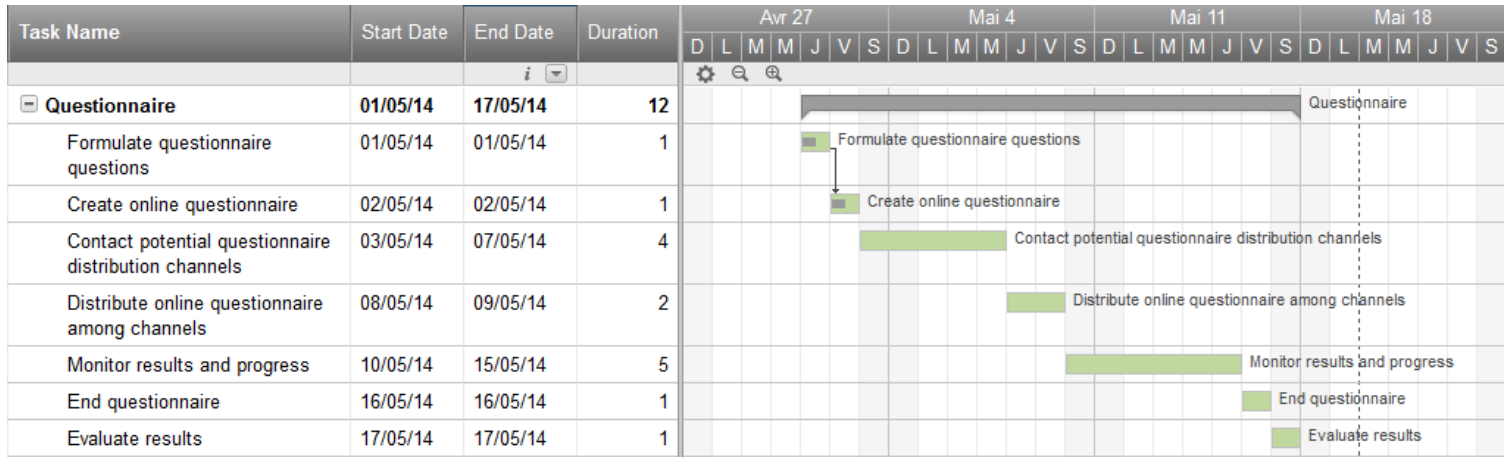 Task Name Start Date End Date Duration Avr 27 Mai 4 Mai 11 Mai 18
D L M M J V S D L M M J V S D L M M J V S D L M M J V S
i
Questionnaire 01/05/14 17/05/14 12 Questionnaire
Formulate questionnaire questions 01/05/14 01/05/14 1 Formulate questionnaire questions
Create online questionnaire 02/05/14 02/05/14 1 Create online questionnaire
Contact potential questionnaire distribution channels 03/05/14 07/05/14 4 Contact potential questionnaire distribution channels
Distribute online questionnaire among channels 08/05/14 09/05/14 2 Distribute online questionnaire among channels
Monitor results and progress 10/05/14 15/05/14 5 Monitor results and progress
End questionnaire 16/05/14 16/05/14 1 End questionnaire
Evaluate results 17/05/14 17/05/14 1 Evaluate results